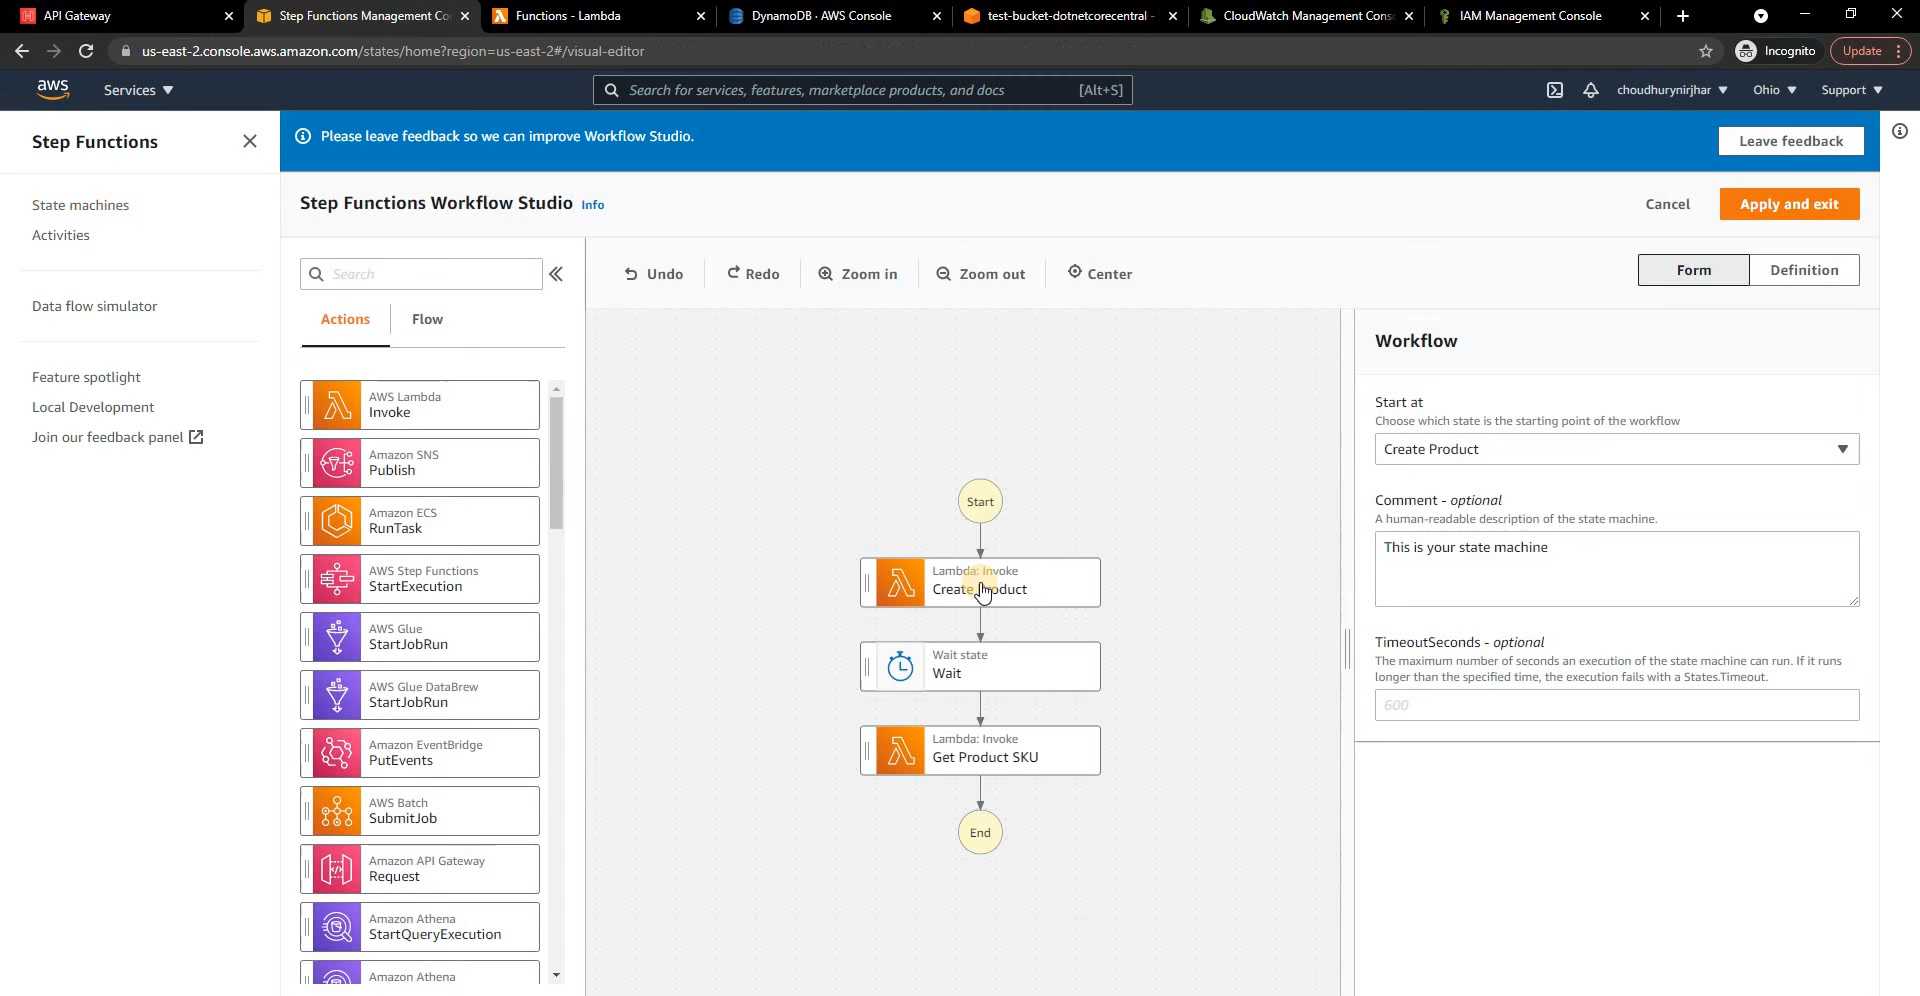 API Gateway
Step Functions Management Co
Functions - Lambda
DynamoDB · AWS Console
test-bucket-dotnetcorecentral -
CloudWatch Management Cons
IAM Management Console
us-east-2.console.aws.amazon.com/states/home?region=us-east-2#/visual-editor
Incognito
Update
aws
Services
Search for services, features, marketplace products, and docs
[Alt+S]
choudhurynirjhar
Ohio
Support
Step Functions
State machines
Activities
Data flow simulator
Feature spotlight
Local Development
Join our feedback panel
Please leave feedback so we can improve Workflow Studio.
Leave feedback
Step Functions Workflow Studio Info
Cancel
Apply and exit
Search
Actions
Flow
Undo
Redo
Zoom in
Zoom out
Center
Form
Definition
AWS Lambda
Invoke
Amazon SNS
Publish
Amazon ECS
RunTask
AWS Step Functions
StartExecution
AWS Glue
StartJobRun
AWS Glue DataBrew
StartJobRun
Amazon EventBridge
PutEvents
AWS Batch
SubmitJob
Amazon API Gateway
Request
Amazon Athena
StartQueryExecution
Amazon Athena
Start
Lambda: Invoke
Create Product
Wait state
Wait
Lambda: Invoke
Get Product SKU
End
Workflow
Start at
Choose which state is the starting point of the workflow
Create Product
Comment - optional
A human-readable description of the state machine.
This is your state machine
TimeoutSeconds - optional
The maximum number of seconds an execution of the state machine can run. If it runs
longer than the specified time, the execution fails with a States.Timeout.
600